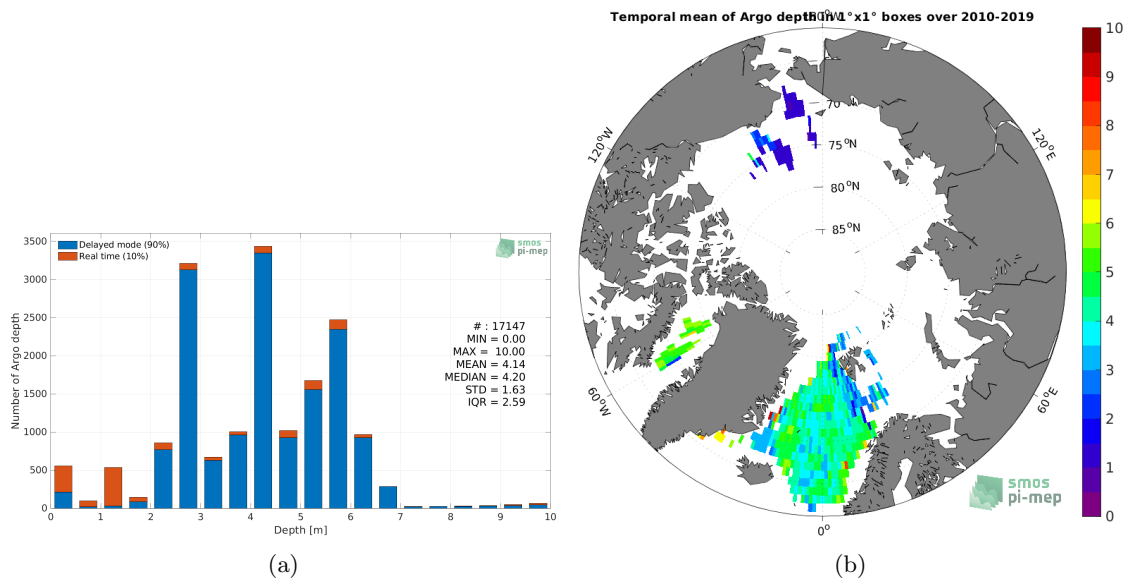 Temporal mean of Argo depth in 1°x1° boxes over 2010-2019
Delayed mode (90%)
Real time (10%)
smos
pi-mep
# : 17147
MIN = 0.00
MAX = 10.00
MEAN = 4.14
MEDIAN = 4.20
STD = 1.63
IQR = 2.59
Number of Argo depth
3500
3000
2500
2000
1500
1000
500
0
0 1 2 3 4 5 6 7 8 9 10
Depth [m]
(a)
120°W
120°E
75°N
80°N
85°N
60°W
60°E
0°
smos
pi-mep
10
9
8
7
6
5
4
3
2
1
0
(b)